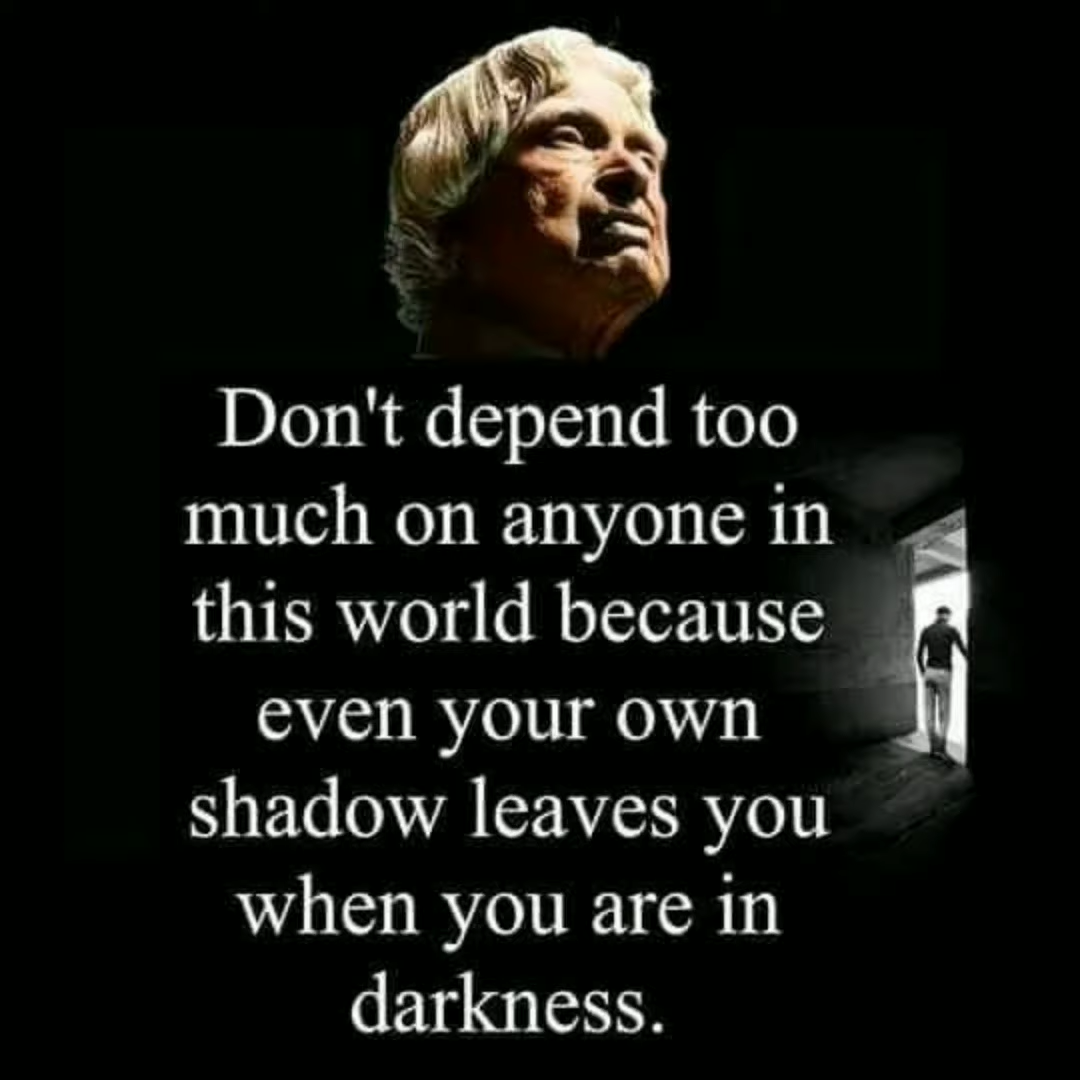 Don't depend too
much on anyone in
this world because
even your own
shadow leaves you
when you are in
darkness.